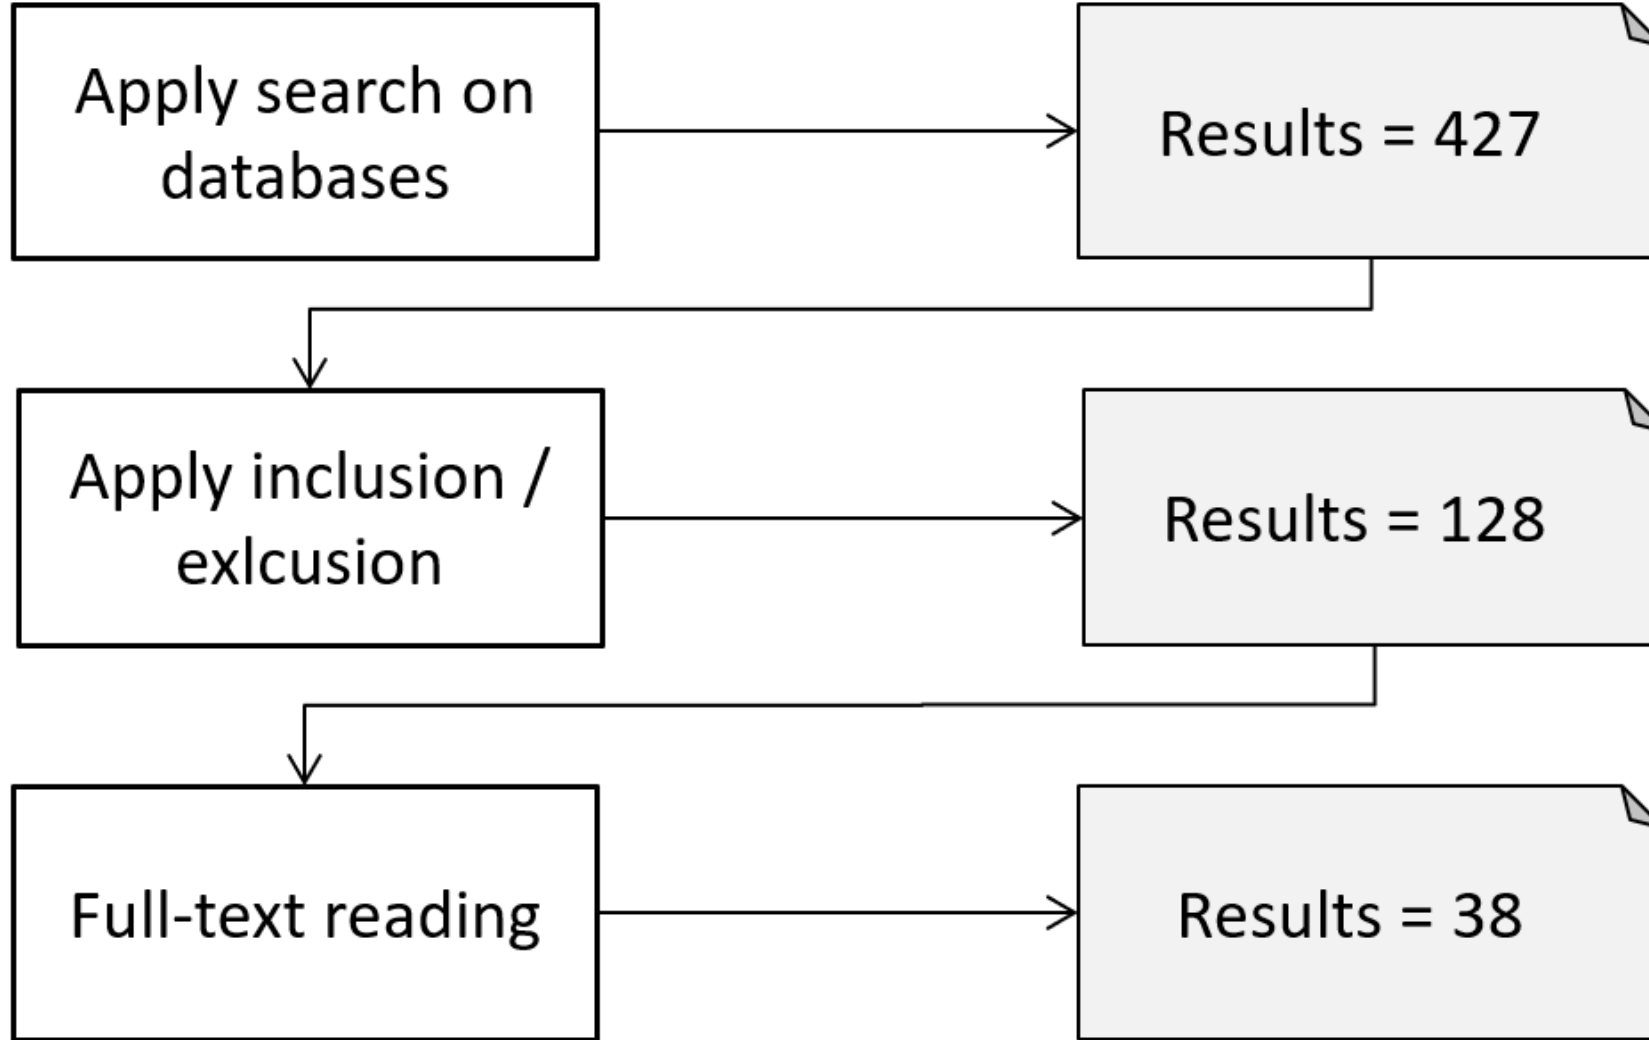 Apply search on
databases
Results = 427
Apply inclusion /
exlcusion
Results = 128
Full-text reading
Results = 38